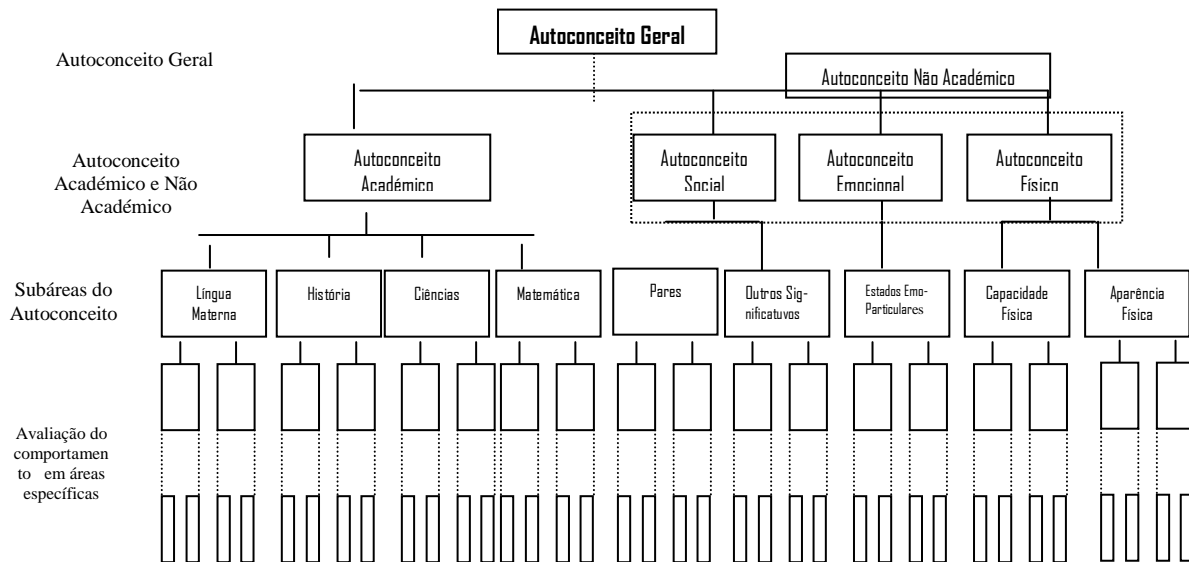 Autoconceito Geral
Autoconceito Geral
Autoconceito Não Académico
Autoconceito
Académico e Não
Académico
Autoconceito
Académico
Autoconceito
Social
Autoconceito
Emocional
Autoconceito
Físico
Subáreas do
Autoconceito
Língua
Materna
História
Ciências
Matemática
Pares
Outros Sig-
nificatuvos
Estados Emo-
Particulares
Capacidade
Física
Aparência
Física
Avaliação do
comportamen
to em áreas
específicas